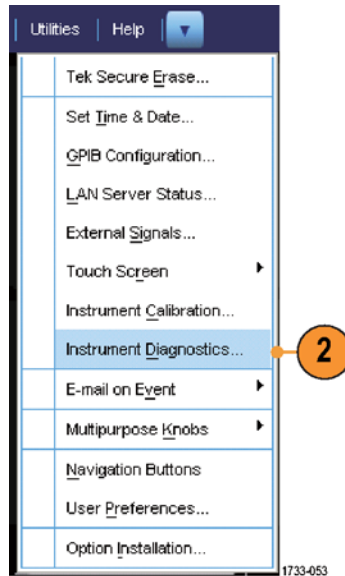 Utilities Help
Tek Secure Erase...
Set Time & Date...
GPIB Configuration...
LAN Server Status...
External Signals...
Touch Screen
Instrument Calibration...
Instrument Diagnostics...
2
E-mail on Event
Multipurpose Knobs
Navigation Buttons
User Preferences...
Option Installation...
1733-053